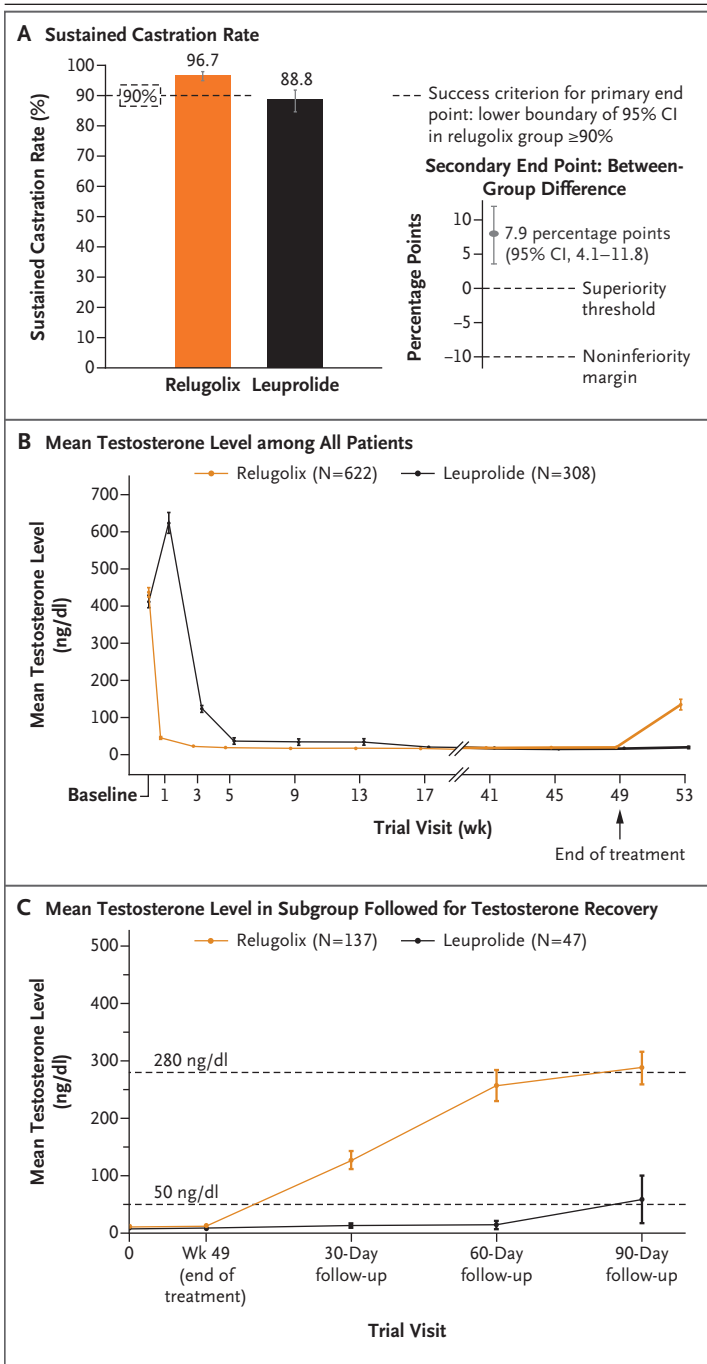 A Sustained Castration Rate
Sustained Castration Rate (%)
100
90
80
70
60
50
40
30
20
10
0
90%
96.7
88.8
Relugolix
Leuprolide
Success criterion for primary end
point: lower boundary of 95% CI
in relugolix group ≥90%
Secondary End Point: Between-
Group Difference
Percentage Points
10
5
0
−5
−10
7.9 percentage points
(95% CI, 4.1–11.8)
Superiority
threshold
Noninferiority
margin
B Mean Testosterone Level among All Patients
Relugolix (N=622)
Leuprolide (N=308)
Mean Testosterone Level
(ng/dl)
700
600
500
400
300
200
100
0
Baseline
1
3
5
9
13
17
41
45
49
53
Trial Visit (wk)
End of treatment
C Mean Testosterone Level in Subgroup Followed for Testosterone Recovery
Relugolix (N=137)
Leuprolide (N=47)
Mean Testosterone Level
(ng/dl)
500
400
300
200
100
0
280 ng/dl
50 ng/dl
0
Wk 49
(end of
treatment)
30-Day
follow-up
60-Day
follow-up
90-Day
follow-up
Trial Visit